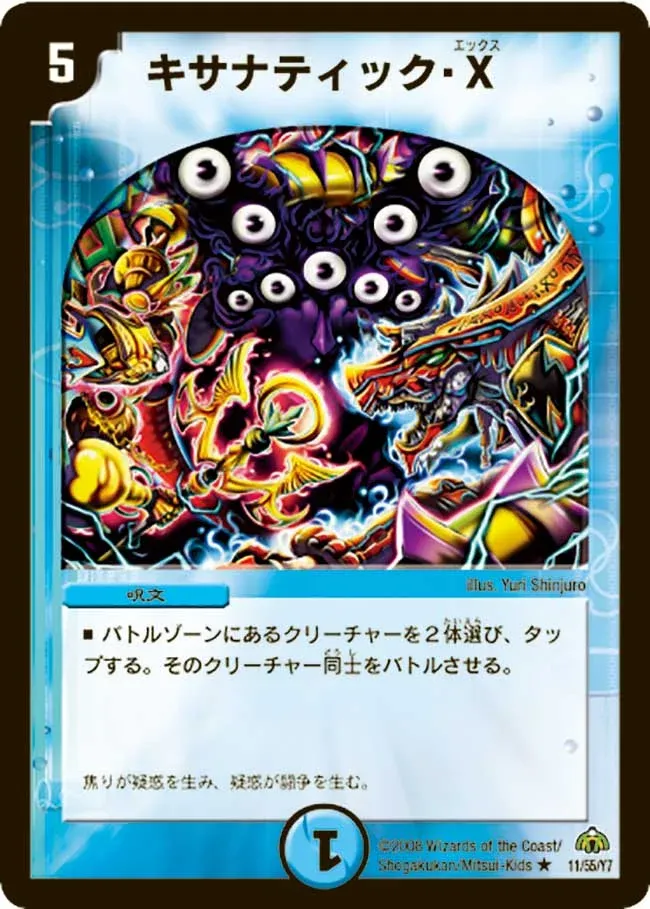 5
エックス
キサナティック・X
illus. Yuri Shinjuro
呪文
■ バトルゾーンにあるクリーチャーを2体選び、タッ
プする。そのクリーチャー同士をバトルさせる。
焦りが疑惑を生み、疑惑が闘争を生む。
1
©2008 Wizards of the Coast/
Shogakukan/Mitsui-Kids ★ 11/55/Y7